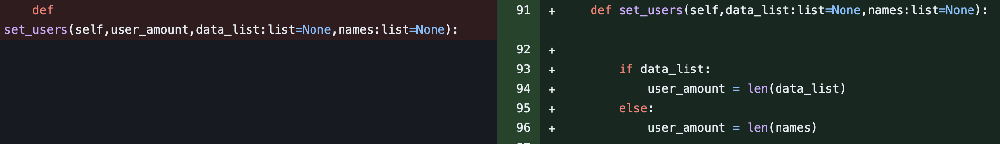 def
set_users(self,user_amount,data_list:list=None,names:list=None):
91 + def set_users(self,data_list:list=None,names:list=None):
92 +
93 + if data_list:
94 + user_amount = len(data_list)
95 + else:
96 + user_amount = len(names)